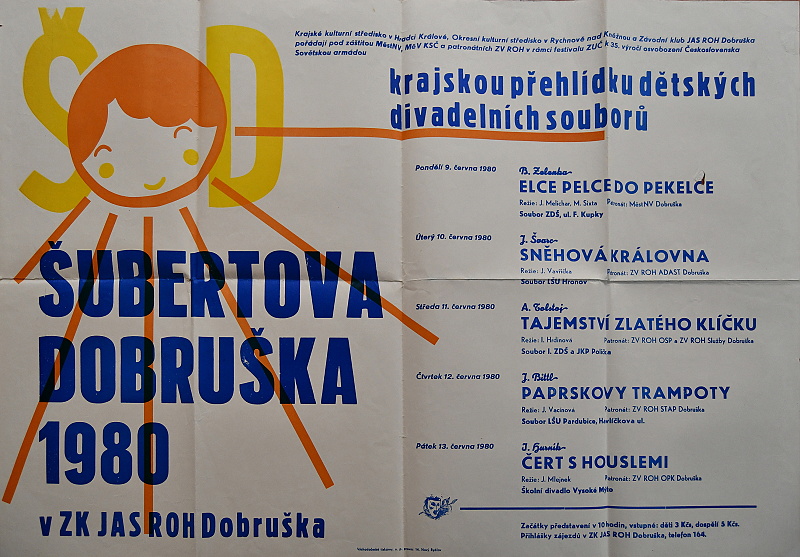 ŠD
Krajské kulturní středisko v Hradci Králové, Okresní kulturní středisko v Rychnově nad Kněžnou a Závodní klub JAS ROH Dobruška
pořádají pod záštitou MěstNV, MěV KSČ a patronátních ZV ROH v rámci festivalu ZUČ k 35. výročí osvobození Československa
Sovětskou armádou
krajskou přehlídku dětských
divadelních souborů
Pondělí 9. června 1980
B. Zelenka
ELCE PELCE DO PEKELCE
Režie: J. Melichar, M. Sixta Patronát: MěstNV Dobruška
Soubor ZDŠ, ul. F. Kupky
Úterý 10. června 1980
J. Švarc
SNĚHOVÁ KRÁLOVNA
Režie: J. Vavřička Patronát: ZV ROH ADAST Dobruška
Soubor LŠU Hronov
Středa 11. června 1980
A. Tolstoj
TAJEMSTVÍ ZLATÉHO KLÍČKU
Režie: I. Hrdinová Patronát: ZV ROH OSP a ZV ROH Služby Dobruška
Soubor I. ZDŠ a JKP Polička
Čtvrtek 12. června 1980
J. Bittl
PAPRSKOVY TRAMPOTY
Režie: J. Vacinová Patronát: ZV ROH STAP Dobruška
Soubor LŠU Pardubice, Havlíčkova ul.
Pátek 13. června 1980
I. Hurník
ČERT S HOUSLEMI
Režie: J. Mlejnek Patronát: ZV ROH OPK Dobruška
Školní divadlo Vysoké Mýto
ŠUBERTOVA
DOBRUŠKA
1980
v ZK JAS ROH Dobruška
Začátky představení v 10 hodin, vstupné: děti 3 Kčs, dospělí 5 Kčs.
Přihlášky zájezdů v ZK JAS ROH Dobruška, telefon 164.